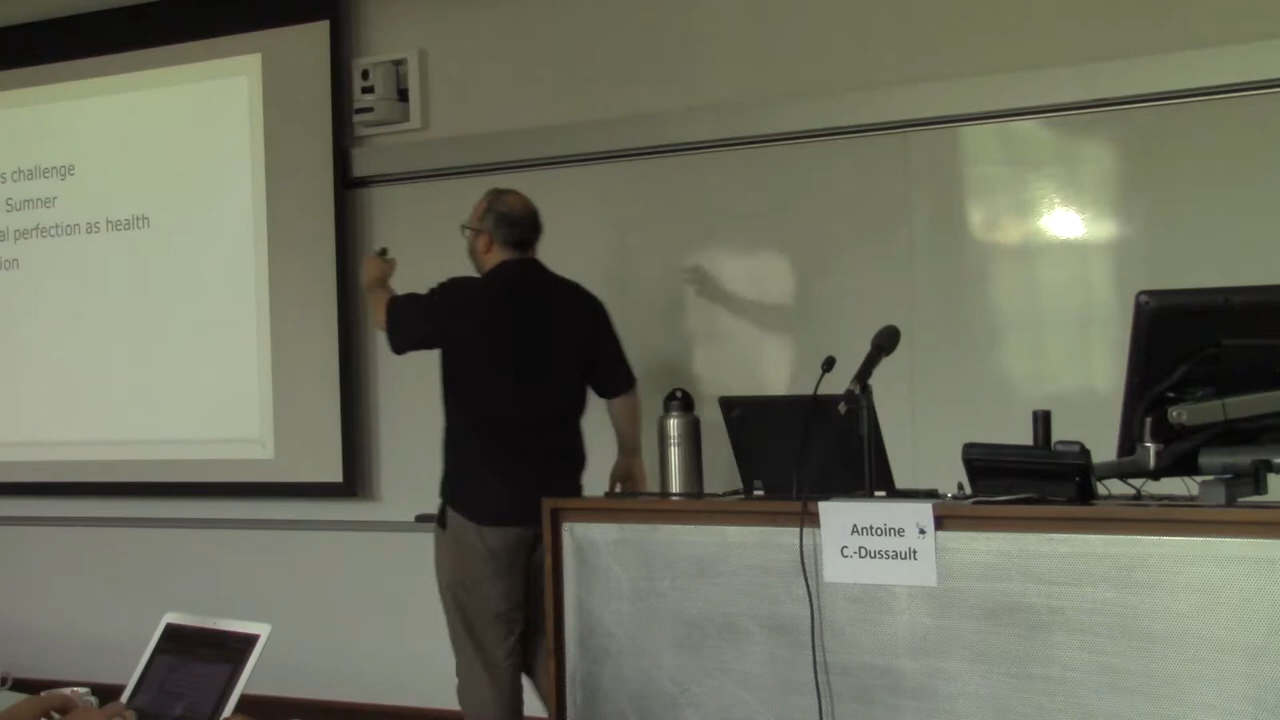 s challenge
Sumner
al perfection as health
ion
Antoine
C.-Dussault